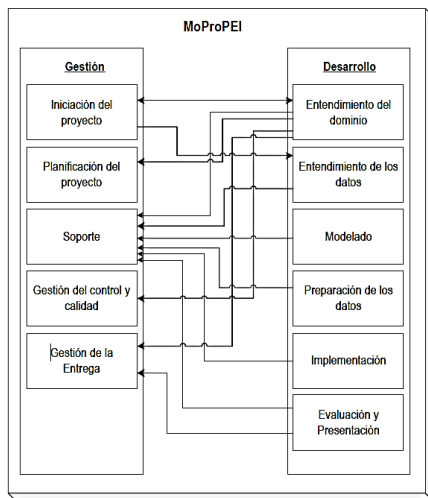 MoProPEI
Gestión
Iniciación del
proyecto
Planificación del
proyecto
Soporte
Gestión del control y
calidad
Gestión de la
Entrega
Desarrollo
Entendimiento del
dominio
Entendimiento de los
datos
Modelado
Preparación de los
datos
Implementación
Evaluación y
Presentación